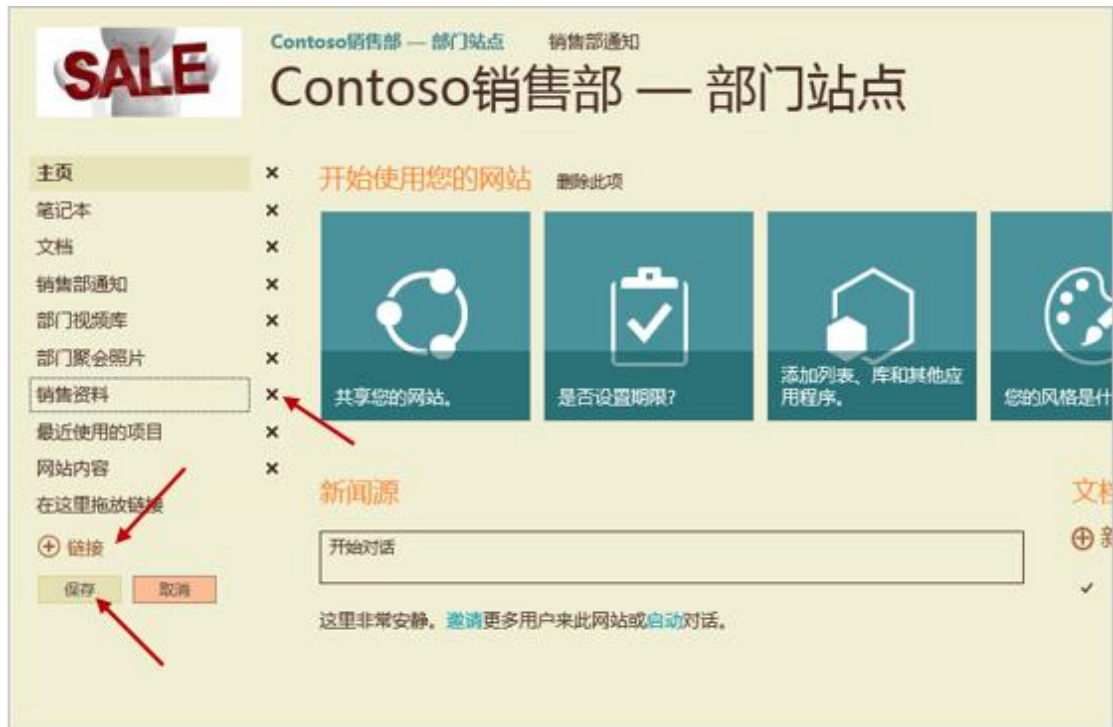 SALE
Contoso销售部 — 部门站点 销售部通知
Contoso销售部 — 部门站点
主页
笔记本
文档
销售部通知
部门视频库
部门聚会照片
销售资料
最近使用的项目
网站内容
在这里拖放链接
链接
保存 取消
开始使用您的网站 删除此项
共享您的网站。
是否设置期限?
添加列表、库和其他应
用程序。
您的风格是什
新闻源
开始对话
这里非常安静。邀请更多用户来此网站或启动对话。
文